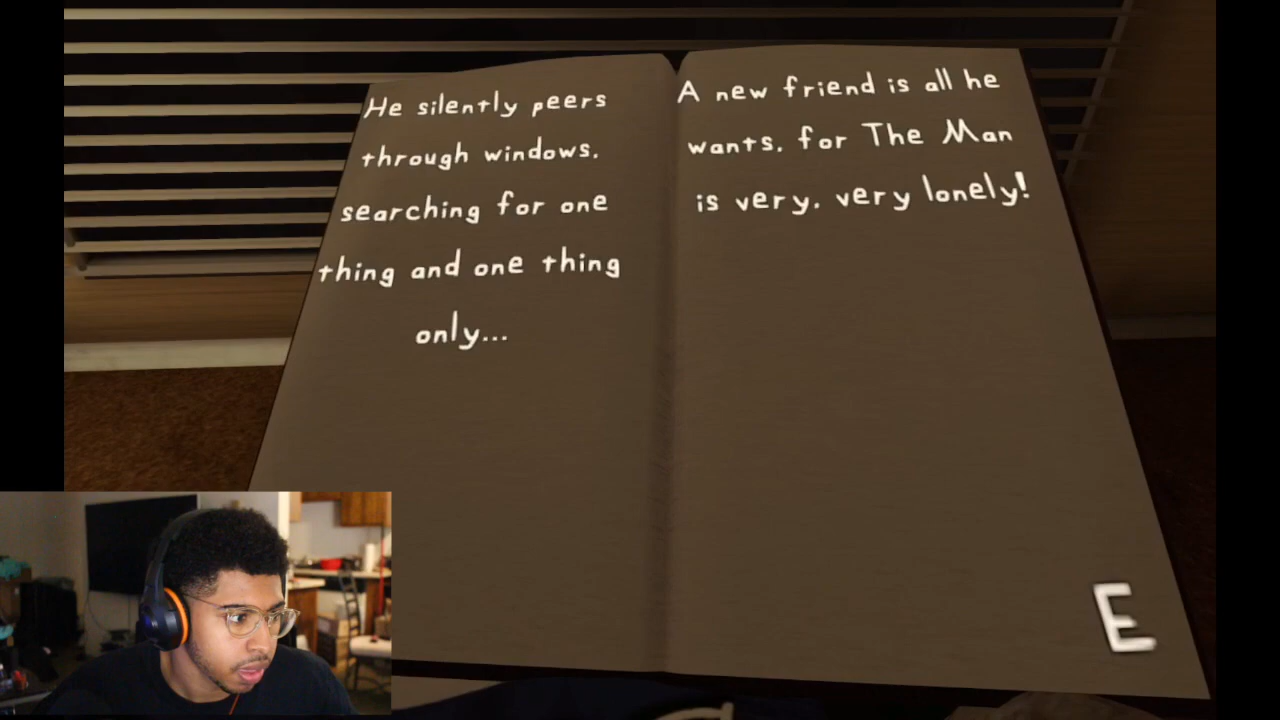 He silently peers
through windows,
searching for one
thing and one thing
only...
A new friend is all he
wants, for The Man
is very, very lonely!
E